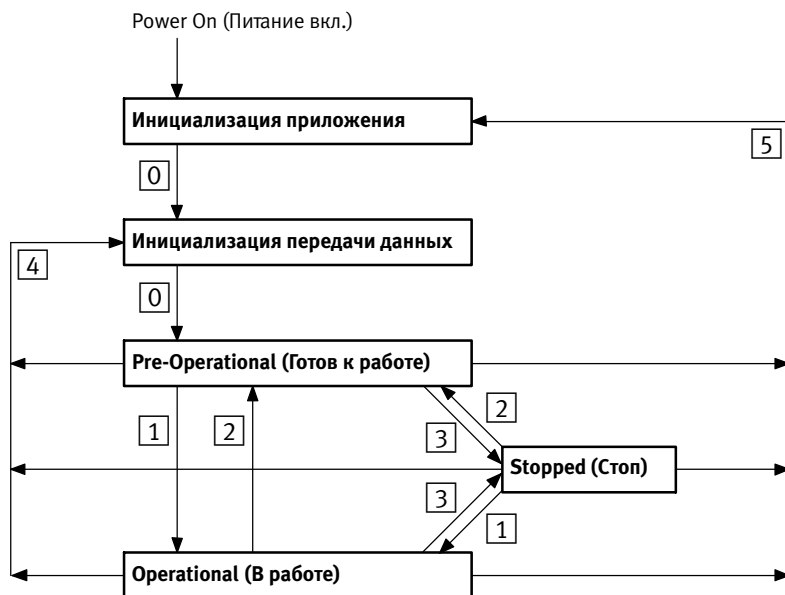 Power On (Питание вкл.)
Инициализация приложения
5
0
Инициализация передачи данных
4
0
Pre-Operational (Готов к работе)
2
1
2
3
Stopped (Стоп)
3
1
Operational (В работе)